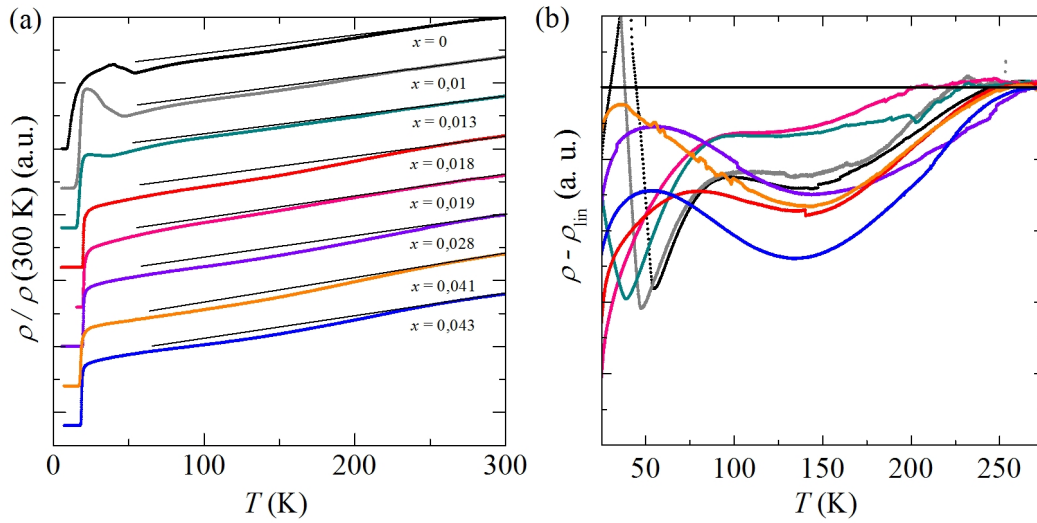 (a)
ρ / ρ (300 K) (a.u.)
x = 0
x = 0,01
x = 0,013
x = 0,018
x = 0,019
x = 0,028
x = 0,041
x = 0,043
0 100 200 300
T (K)
(b)
ρ - ρlin (a. u.)
50 100 150 200 250
T (K)